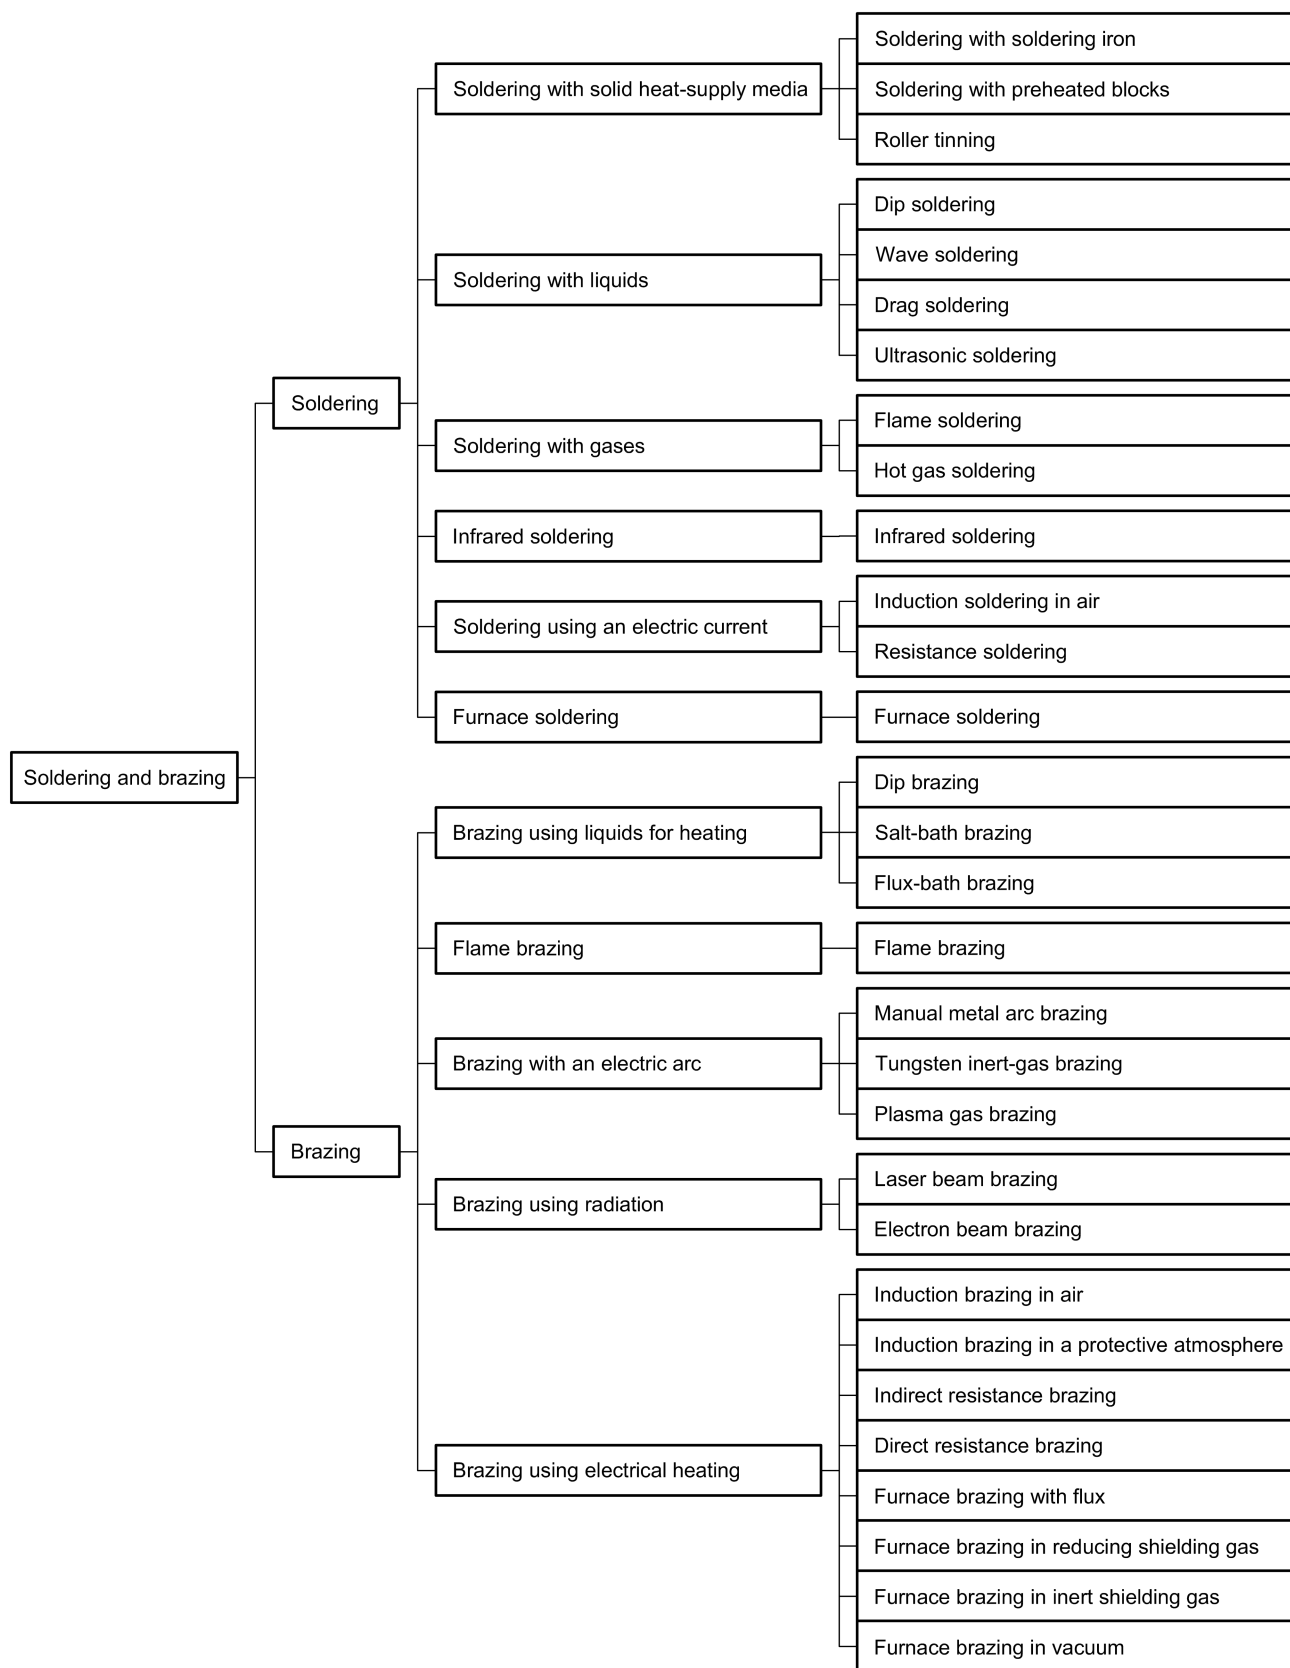 Soldering and brazing
Soldering
Soldering with solid heat-supply media
Soldering with soldering iron
Soldering with preheated blocks
Roller tinning
Soldering with liquids
Dip soldering
Wave soldering
Drag soldering
Ultrasonic soldering
Soldering with gases
Flame soldering
Hot gas soldering
Infrared soldering
Infrared soldering
Soldering using an electric current
Induction soldering in air
Resistance soldering
Furnace soldering
Furnace soldering
Brazing
Brazing using liquids for heating
Dip brazing
Salt-bath brazing
Flux-bath brazing
Flame brazing
Flame brazing
Brazing with an electric arc
Manual metal arc brazing
Tungsten inert-gas brazing
Plasma gas brazing
Brazing using radiation
Laser beam brazing
Electron beam brazing
Brazing using electrical heating
Induction brazing in air
Induction brazing in a protective atmosphere
Indirect resistance brazing
Direct resistance brazing
Furnace brazing with flux
Furnace brazing in reducing shielding gas
Furnace brazing in inert shielding gas
Furnace brazing in vacuum